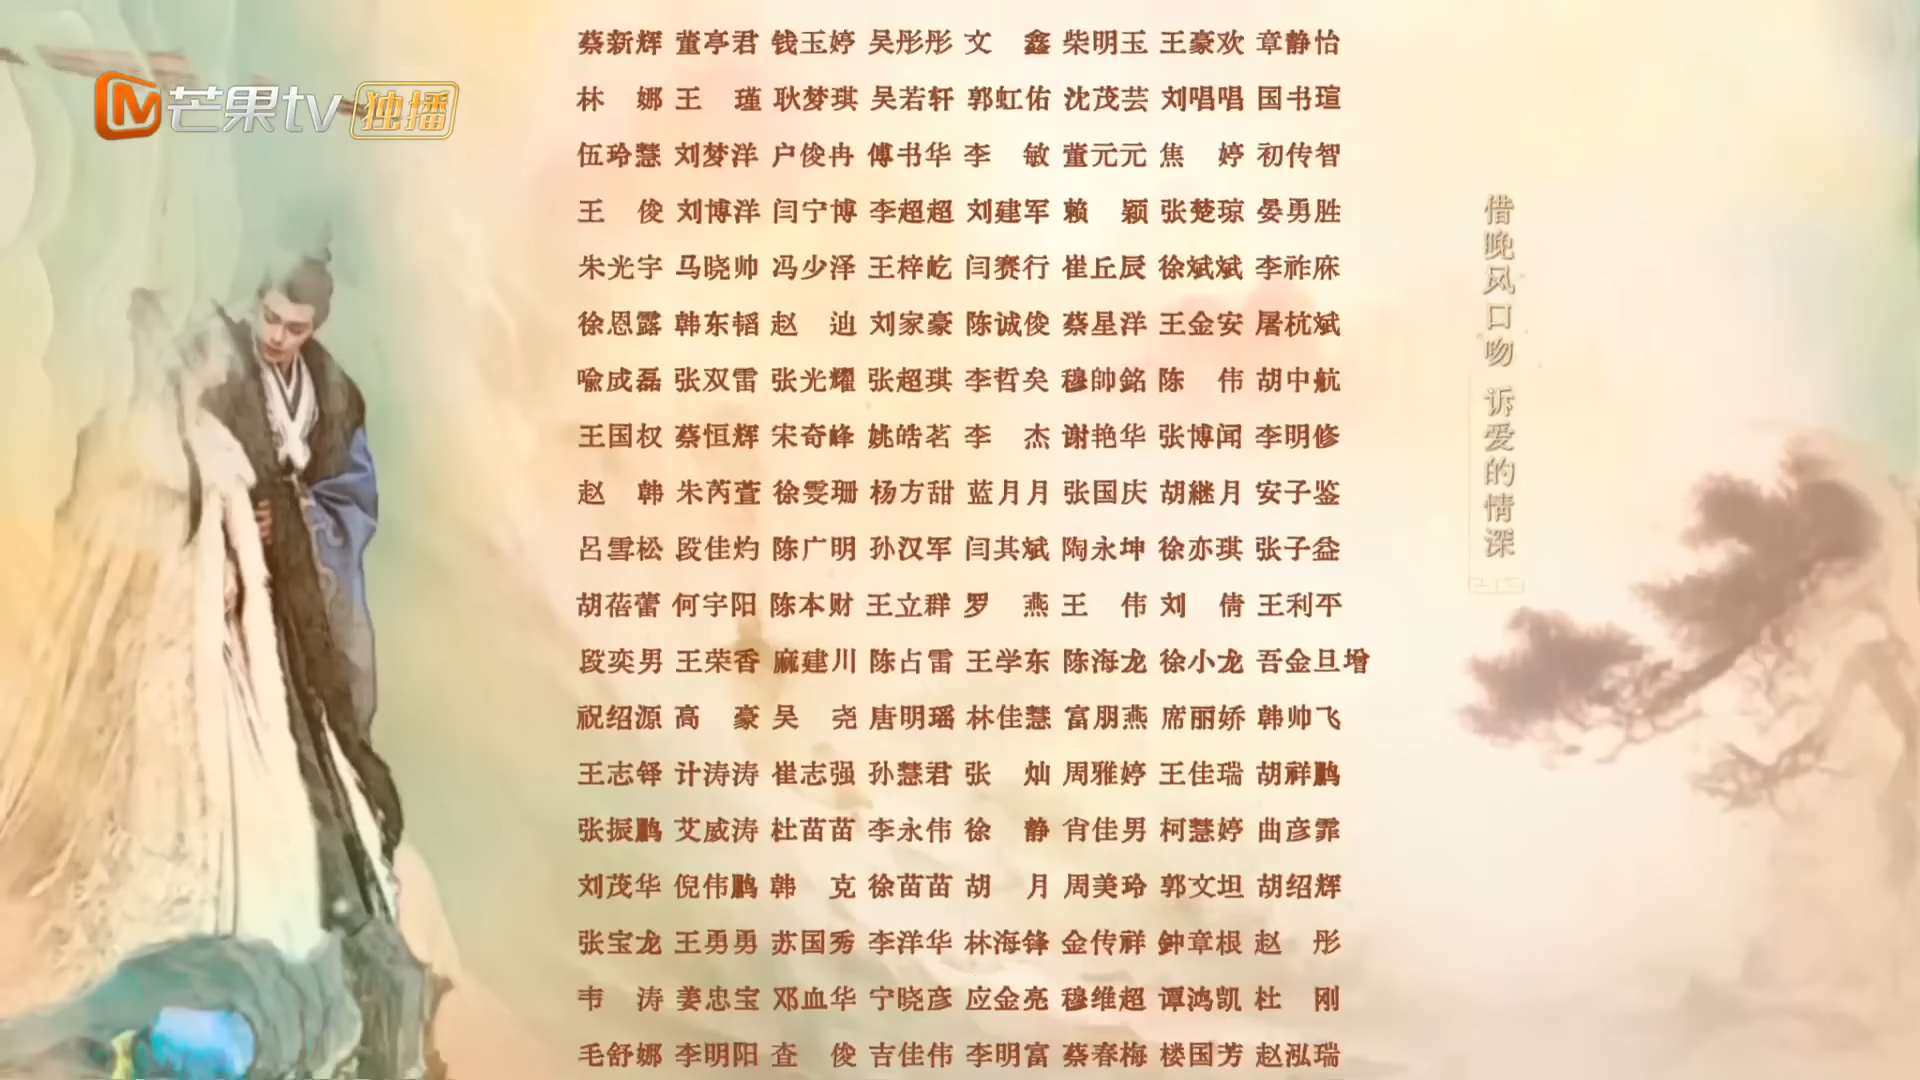 芒果tv 独播
蔡新辉 董亭君 钱玉婷 吴彤彤 文　鑫 柴明玉 王豪欢 章静怡
林　娜 王　瑾 耿梦琪 吴若轩 郭虹佑 沈茂芸 刘唱唱 国书瑄
伍玲慧 刘梦洋 户俊冉 傅书华 李　敏 董元元 焦　婷 初传智
王　俊 刘博洋 闫宁博 李超超 刘建军 赖　颖 张楚琼 晏勇胜
朱光宇 马晓帅 冯少泽 王梓屹 闫赛行 崔丘辰 徐斌斌 李祚庥
徐恩露 韩东韬 赵　迪 刘家豪 陈诚俊 蔡星洋 王金安 屠杭斌
喻成磊 张双雷 张光耀 张超琪 李哲矣 穆帥銘 陈　伟 胡中航
王国权 蔡恒辉 宋奇峰 姚皓茗 李　杰 谢艳华 张博闻 李明修
赵　韩 朱芮萱 徐雯珊 杨方甜 蓝月月 张国庆 胡継月 安子鉴
吕雪松 段佳灼 陈广明 孙汉军 闫其斌 陶永坤 徐亦琪 张子益
胡蓓蕾 何宇阳 陈本财 王立群 罗　燕 王　伟 刘　倩 王利平
段奕男 王荣香 麻建川 陈占雷 王学东 陈海龙 徐小龙 吾金旦增
祝绍源 高　豪 吴　尧 唐明瑶 林佳慧 富朋燕 席丽娇 韩帅飞
王志铎 计涛涛 崔志强 孙慧君 张　灿 周雅婷 王佳瑞 胡祥鹏
张振鹏 艾威涛 杜苗苗 李永伟 徐　静 肖佳男 柯慧婷 曲彦霏
刘茂华 倪伟鹏 韩　克 徐苗苗 胡　月 周美玲 郭文坦 胡绍辉
张宝龙 王勇勇 苏国秀 李洋华 林海锋 金传祥 鈡章根 赵　彤
韦　涛 姜忠宝 邓血华 宁晓彦 应金亮 穆维超 谭鸿凯 杜　刚
毛舒娜 李明阳 查　俊 吉佳伟 李明富 蔡春梅 楼国芳 赵泓瑞
借晚风口吻 诉爱的情深